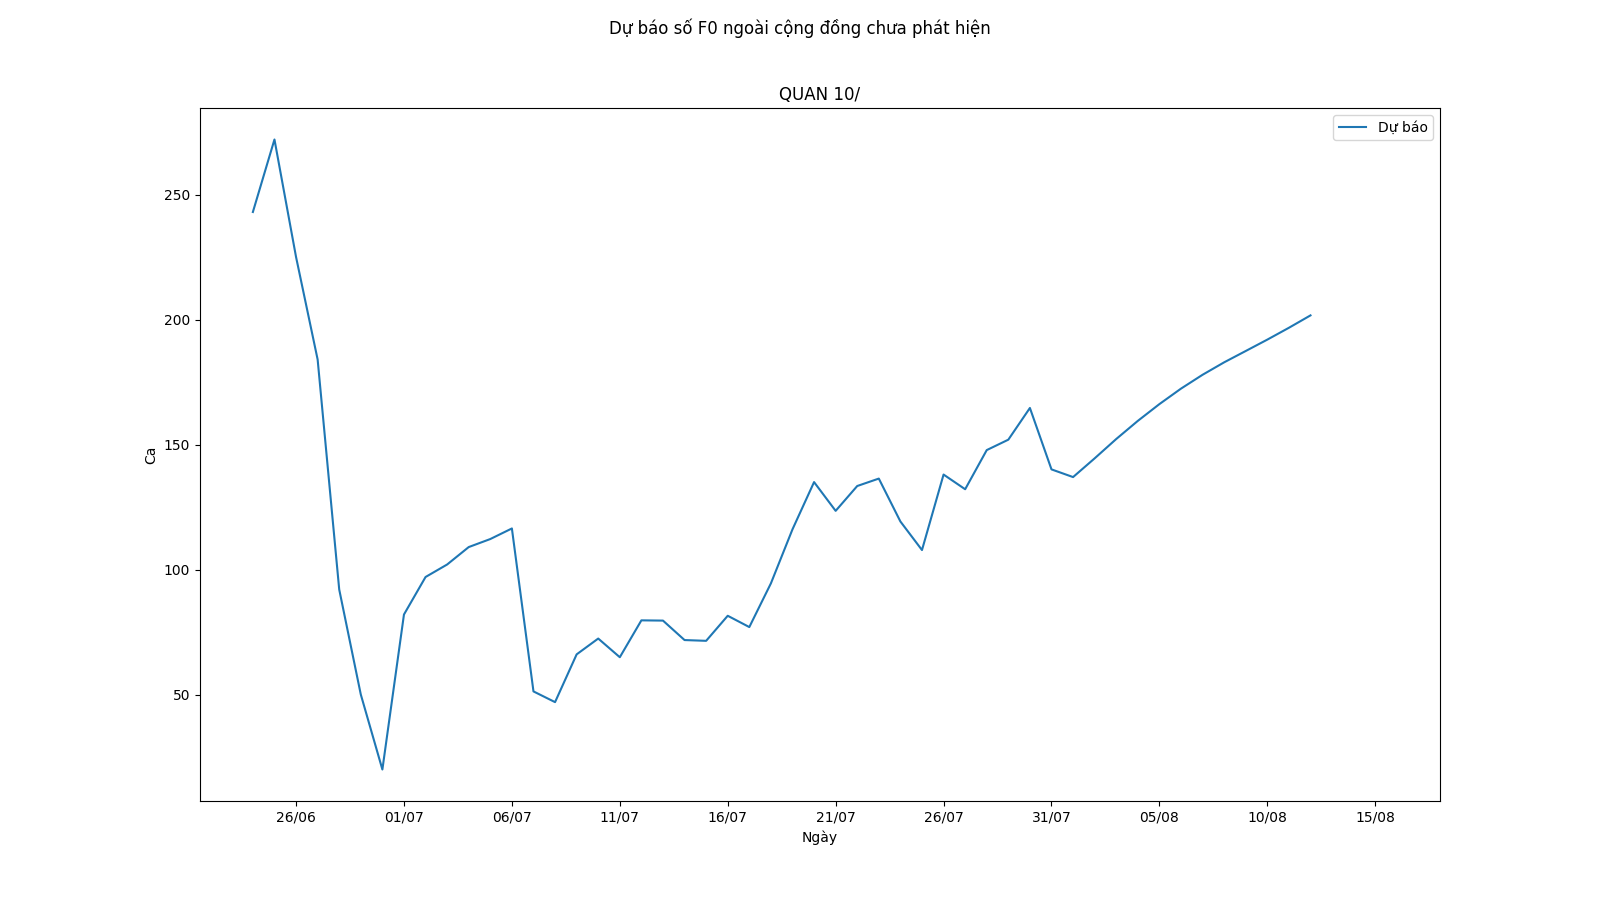 Dự báo số F0 ngoài cộng đồng chưa phát hiện
QUAN 10/
Dự báo
250
200
150
100
50
Ca
26/06 01/07 06/07 11/07 16/07 21/07 26/07 31/07 05/08 10/08 15/08
Ngày